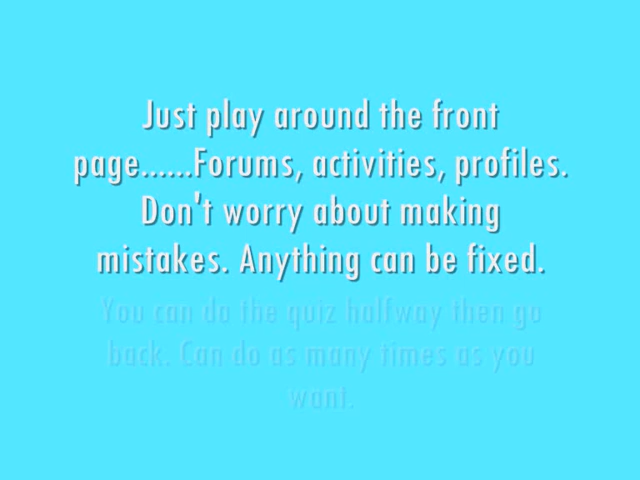 Just play around the front
page......Forums, activities, profiles.
Don't worry about making
mistakes. Anything can be fixed.
You can do the quiz halfway then go
back. Can do as many times as you
want.